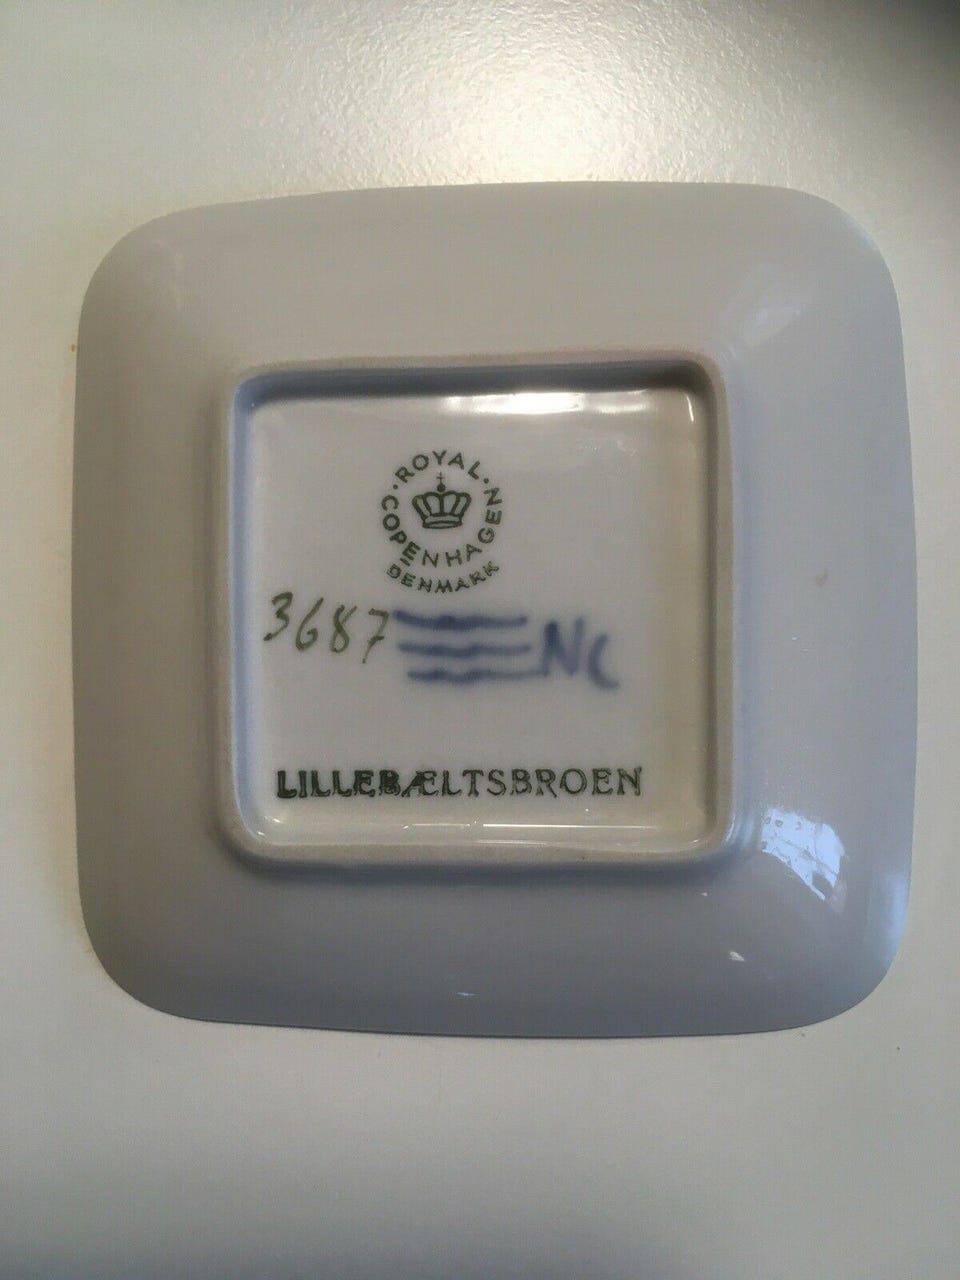 ROYAL
COPENHAGEN
DENMARK
3687 NC
LILLEBÆLTSBROEN